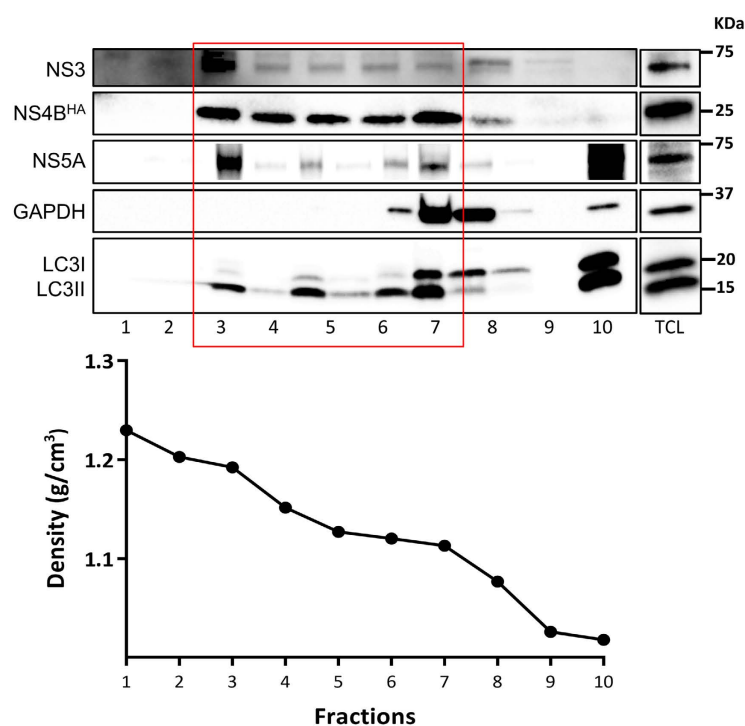 KDa
NS3
75
NS4BHA
25
NS5A
75
GAPDH
37
LC3I
20
LC3II
15
1 2 3 4 5 6 7 8 9 10 TCL
1.3
1.2
1.1
Density (g/cm3)
1 2 3 4 5 6 7 8 9 10
Fractions